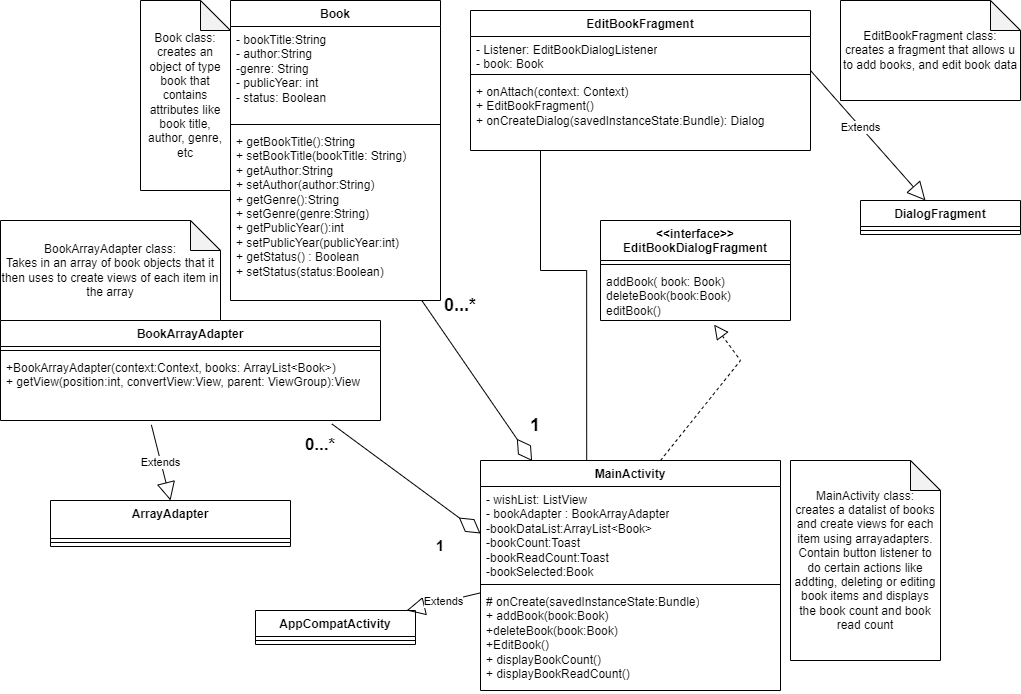 Book class:
creates an
object of type
book that
contains
attributes like
book title,
author, genre,
etc
Book
- bookTitle:String
- author:String
-genre: String
- publicYear: int
- status: Boolean
+ getBookTitle():String
+ setBookTitle(bookTitle: String)
+ getAuthor:String
+ setAuthor(author:String)
+ getGenre():String
+ setGenre(genre:String)
+ getPublicYear():int
+ setPublicYear(publicYear:int)
+ getStatus() : Boolean
+ setStatus(status:Boolean)
EditBookFragment
- Listener: EditBookDialogListener
- book: Book
+ onAttach(context: Context)
+ EditBookFragment()
+ onCreateDialog(savedInstanceState:Bundle): Dialog
EditBookFragment class:
creates a fragment that allows u
to add books, and edit book data
Extends
DialogFragment
<<interface>>
EditBookDialogFragment
addBook( book: Book)
deleteBook(book:Book)
editBook()
BookArrayAdapter class:
Takes in an array of book objects that it
then uses to create views of each item in
the array
BookArrayAdapter
+BookArrayAdapter(context:Context, books: ArrayList<Book>)
+ getView(position:int, convertView:View, parent: ViewGroup):View
0...*
1
0...*
1
Extends
ArrayAdapter
MainActivity
- wishList: ListView
- bookAdapter : BookArrayAdapter
-bookDataList:ArrayList<Book>
-bookCount:Toast
-bookReadCount:Toast
-bookSelected:Book
# onCreate(savedInstanceState:Bundle)
+ addBook(book:Book)
+deleteBook(book:Book)
+EditBook()
+ displayBookCount()
+ displayBookReadCount()
Extends
AppCompatActivity
MainActivity class:
creates a datalist of books
and create views for each
item using arrayadapters.
Contain button listener to
do certain actions like
addting, deleting or editing
book items and displays
the book count and book
read count